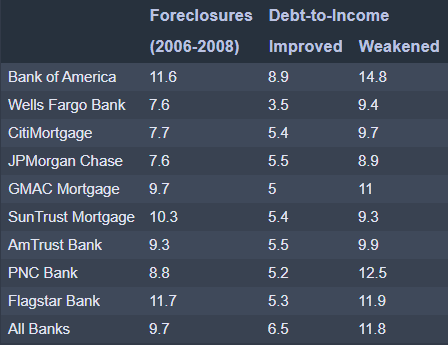 Foreclosures Debt-to-Income
(2006-2008) Improved Weakened
Bank of America 11.6 8.9 14.8
Wells Fargo Bank 7.6 3.5 9.4
CitiMortgage 7.7 5.4 9.7
JPMorgan Chase 7.6 5.5 8.9
GMAC Mortgage 9.7 5 11
SunTrust Mortgage 10.3 5.4 9.3
AmTrust Bank 9.3 5.5 9.9
PNC Bank 8.8 5.2 12.5
Flagstar Bank 11.7 5.3 11.9
All Banks 9.7 6.5 11.8